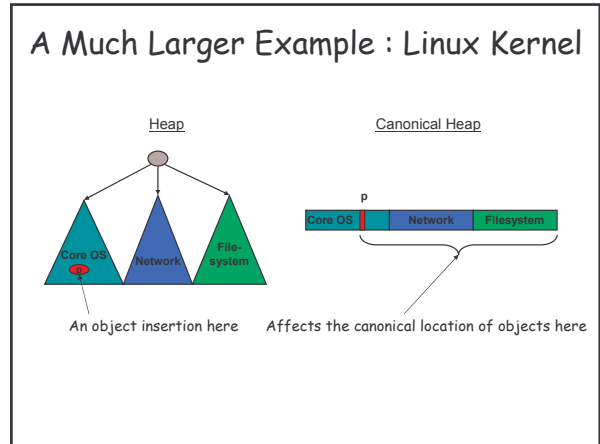 A Much Larger Example : Linux Kernel
Heap
Canonical Heap
p
Core OS
Network
Filesystem
Core OS
p
Network
File-
system
An object insertion here
Affects the canonical location of objects here